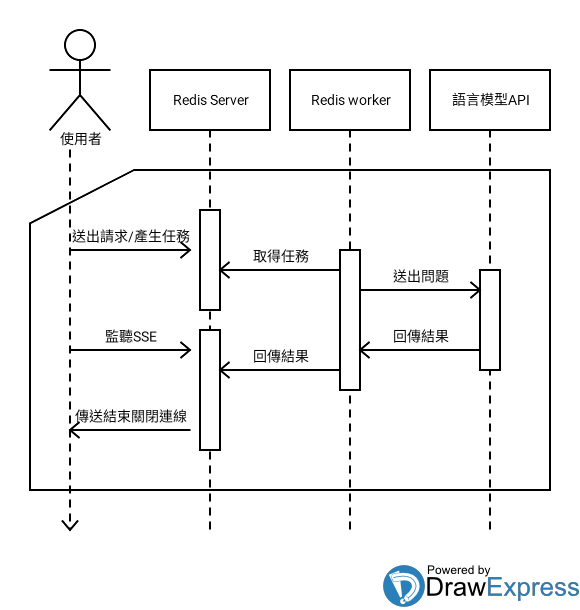 使用者
Redis Server
Redis worker
語言模型API
送出請求/產生任務
取得任務
送出問題
監聽SSE
回傳結果
回傳結果
傳送結束關閉連線
Powered by
DrawExpress